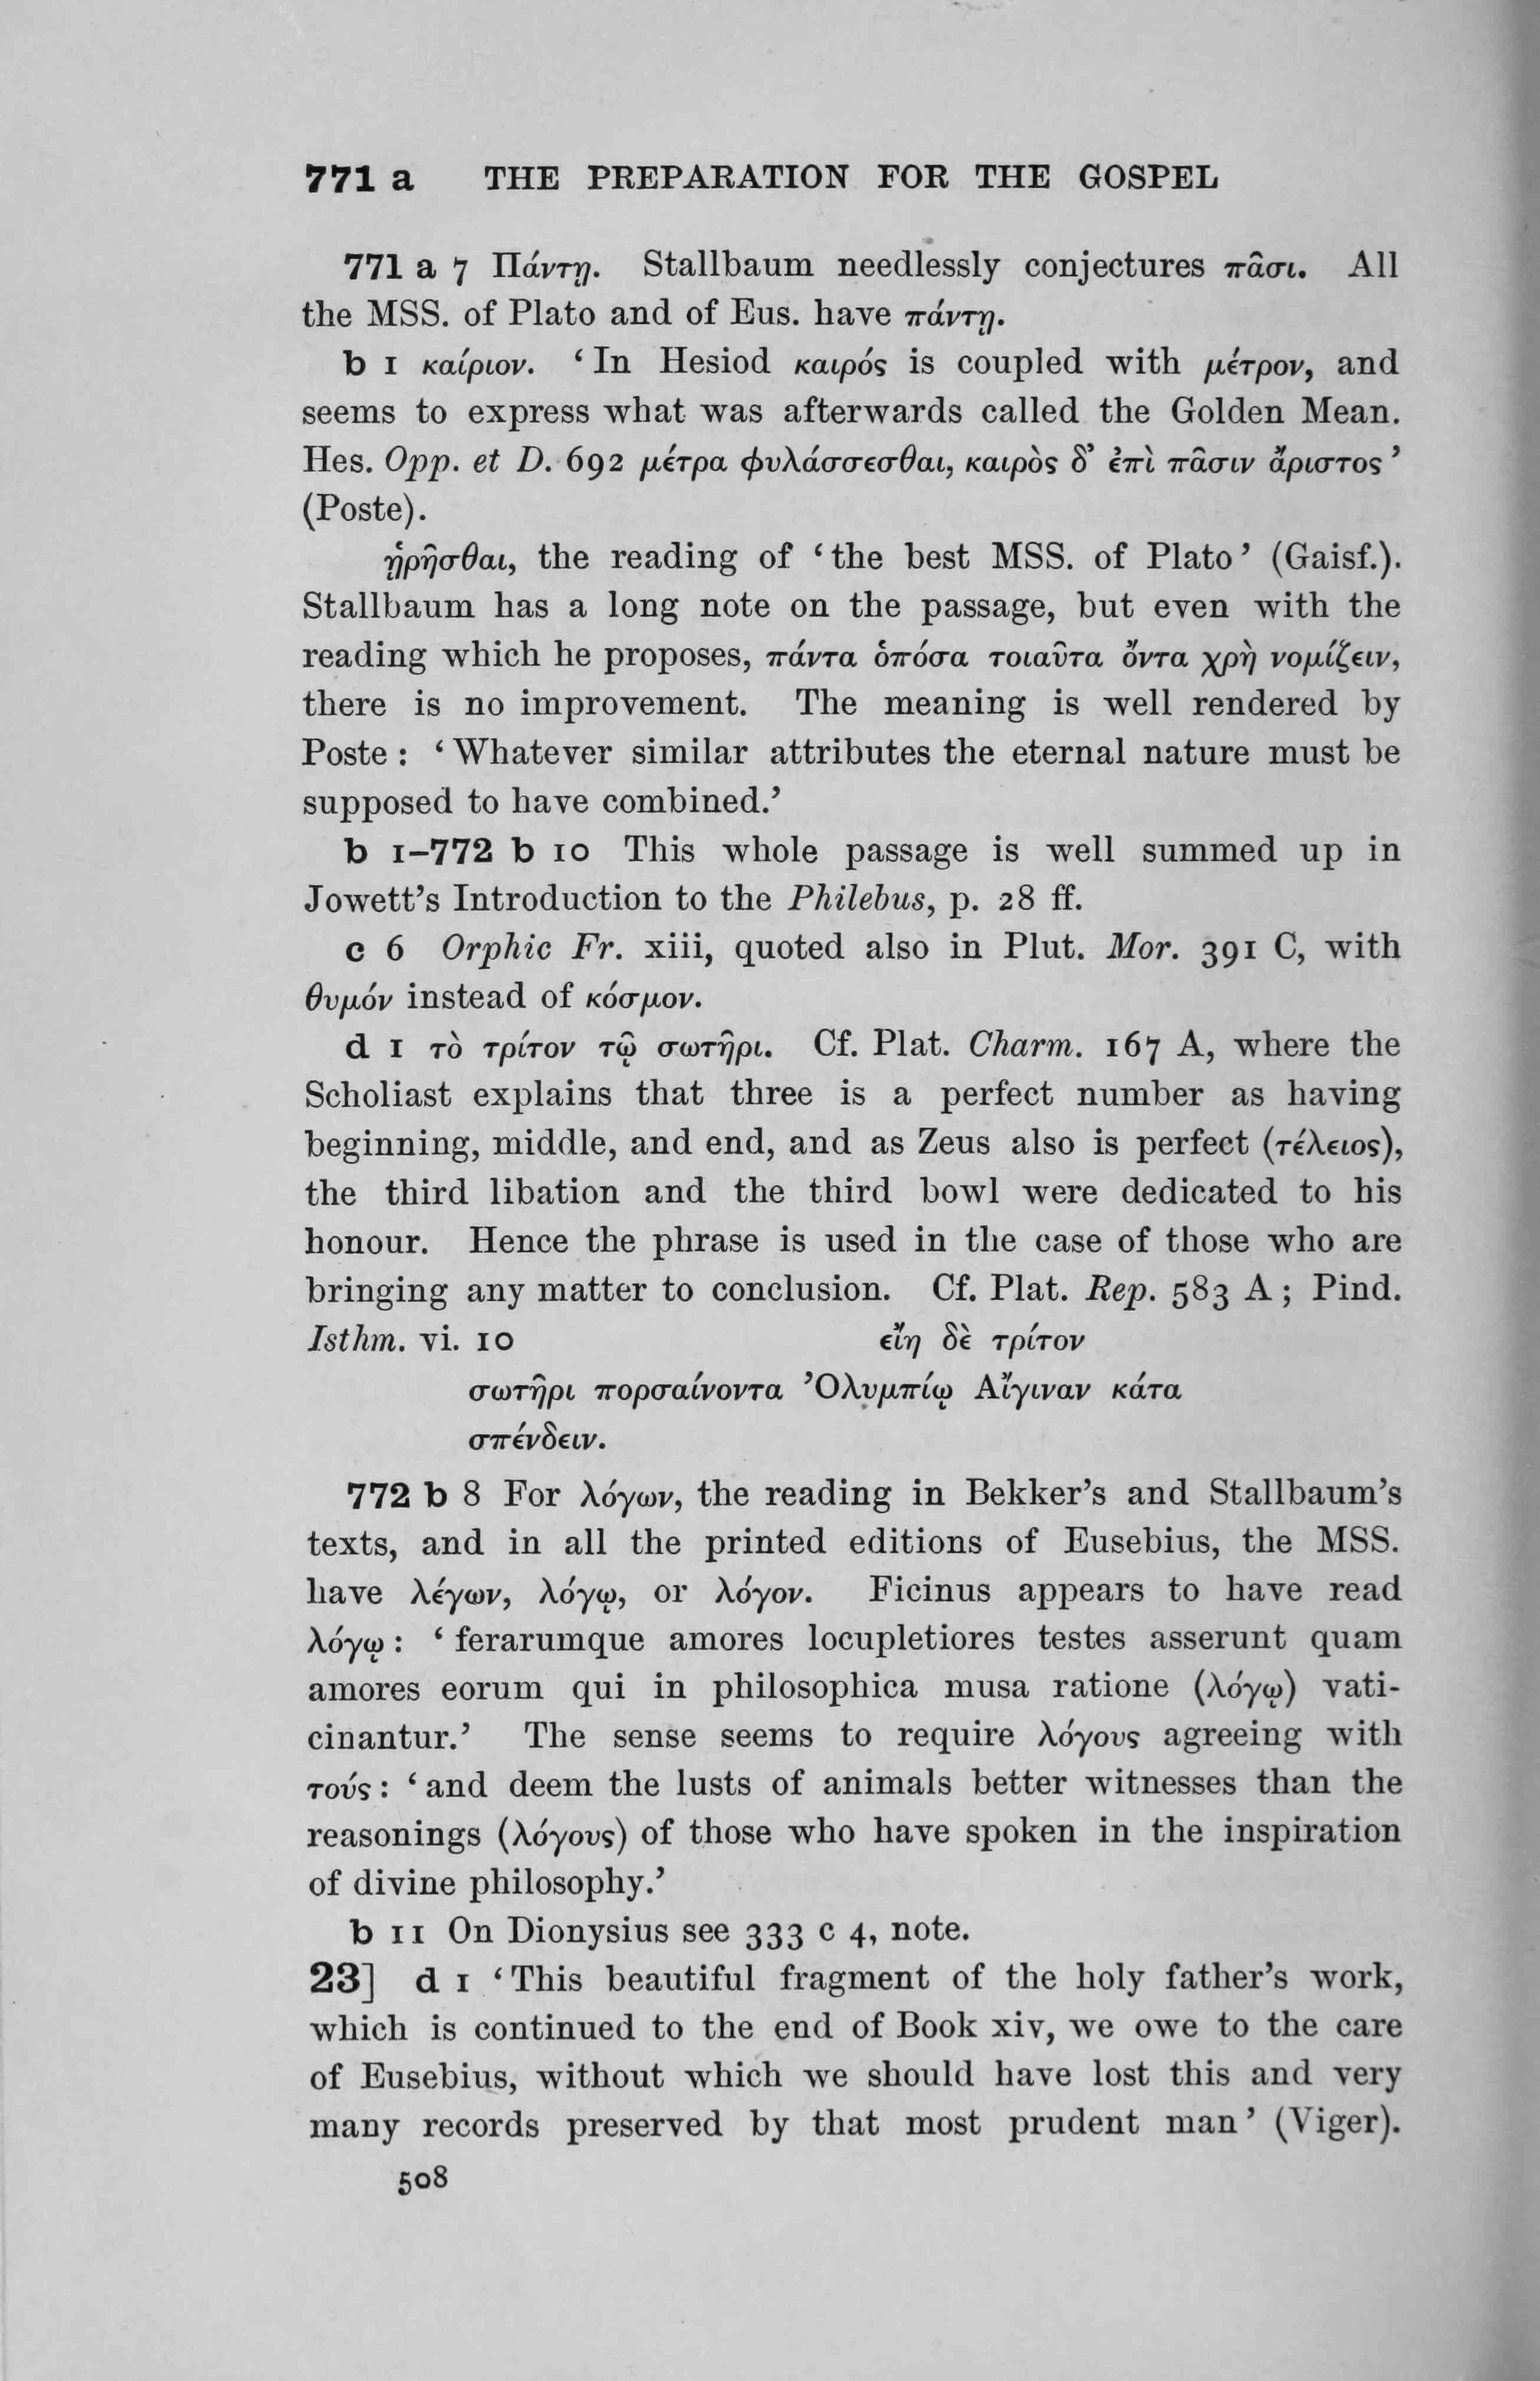 771 a THE PREPARATION FOR THE GOSPEL
771 a 7 Πάντῃ. Stallbaum needlessly conjectures πᾶσι. All
the MSS. of Plato and of Eus. have πάντῃ.
b 1 καίριον. ‘In Hesiod καιρός is coupled with μέτρον, and
seems to express what was afterwards called the Golden Mean.
Hes. Opp. et D. 692 μέτρα φυλάσσεσθαι, καιρὸς δ’ ἐπὶ πᾶσιν ἄριστος’
(Poste).
ᾑρῆσθαι, the reading of ‘the best MSS. of Plato’ (Gaisf.).
Stallbaum has a long note on the passage, but even with the
reading which he proposes, πάντα ὁπόσα τοιαῦτα ὄντα χρὴ νομίζειν,
there is no improvement. The meaning is well rendered by
Poste: ‘Whatever similar attributes the eternal nature must be
supposed to have combined.’
b 1–772 b 10 This whole passage is well summed up in
Jowett’s Introduction to the Philebus, p. 28 ff.
c 6 Orphic Fr. xiii, quoted also in Plut. Mor. 391 C, with
θυμόν instead of κόσμον.
d 1 τὸ τρίτον τῷ σωτῆρι. Cf. Plat. Charm. 167 A, where the
Scholiast explains that three is a perfect number as having
beginning, middle, and end, and as Zeus also is perfect (τέλειος),
the third libation and the third bowl were dedicated to his
honour. Hence the phrase is used in the case of those who are
bringing any matter to conclusion. Cf. Plat. Rep. 583 A; Pind.
Isthm. vi. 10 εἴη δὲ τρίτον
σωτῆρι πορσαίνοντα Ὀλυμπίῳ Αἴγιναν κάτα
σπένδειν.
772 b 8 For λόγων, the reading in Bekker’s and Stallbaum’s
texts, and in all the printed editions of Eusebius, the MSS.
have λέγων, λόγῳ, or λόγον. Ficinus appears to have read
λόγῳ: ‘ferarumque amores locupletiores testes asserunt quam
amores eorum qui in philosophica musa ratione (λόγῳ) vati-
cinantur.’ The sense seems to require λόγους agreeing with
τούς: ‘and deem the lusts of animals better witnesses than the
reasonings (λόγους) of those who have spoken in the inspiration
of divine philosophy.’
b 11 On Dionysius see 333 c 4, note.
23] d 1 ‘This beautiful fragment of the holy father’s work,
which is continued to the end of Book xiv, we owe to the care
of Eusebius, without which we should have lost this and very
many records preserved by that most prudent man’ (Viger).
508